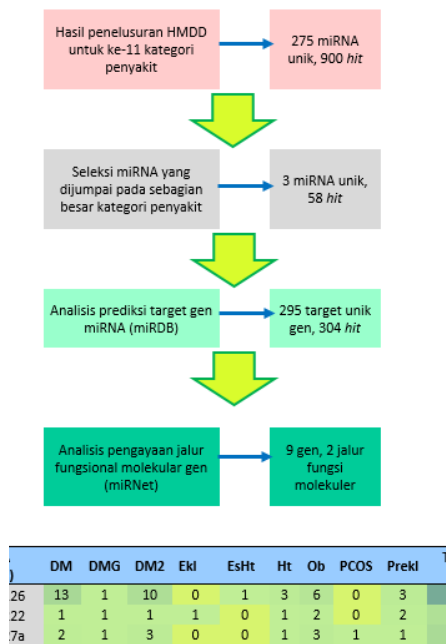 Hasil penelusuran HMDD
untuk ke-11 kategori
penyakit
275 miRNA
unik, 900 hit
Seleksi miRNA yang
dijumpai pada sebagian
besar kategori penyakit
3 miRNA unik,
58 hit
Analisis prediksi target gen
miRNA (miRDB)
295 target unik
gen, 304 hit
Analisis pengayaan jalur
fungsional molekular gen
(miRNet)
9 gen, 2 jalur
fungsi
molekuler
DM DMG DM2 Ekl EsHt Ht Ob PCOS Prekl
26 13 1 10 0 1 3 6 0 3
22 1 1 1 1 0 1 2 0 2
7a 2 1 3 0 0 1 3 1 1